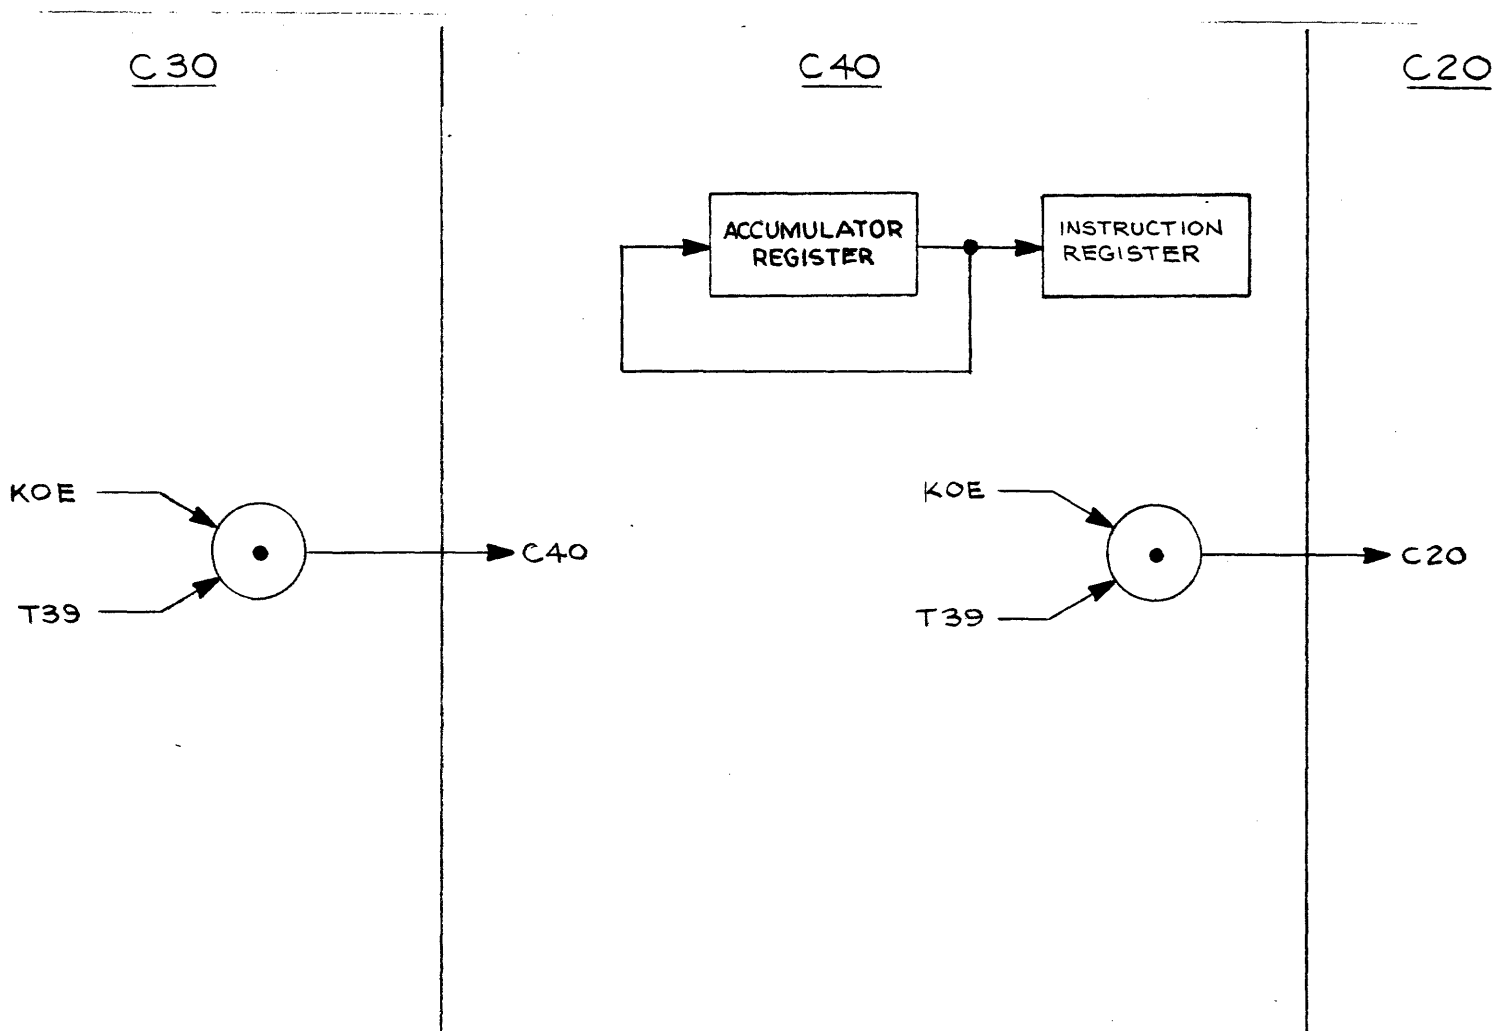 C30
C40
C20
ACCUMULATOR
REGISTER
INSTRUCTION
REGISTER
KOE
C40
T39
KOE
C20
T39